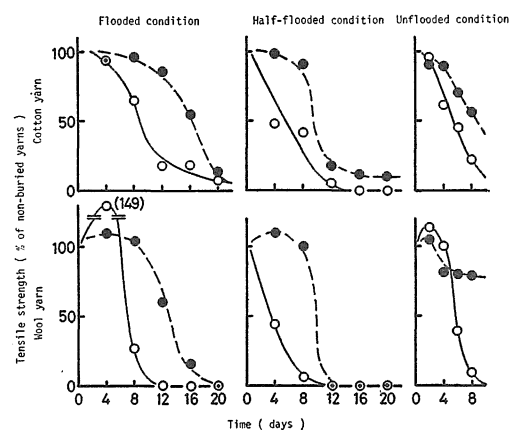 Flooded condition Half-flooded condition Unflooded condition
Tensile strength ( % of non-buried yarns )
Cotton yarn
100
50
0
Wool yarn
(149)
100
50
0
0 4 8 12 16 20 0 4 8 12 16 20 0 4 8
Time ( days )